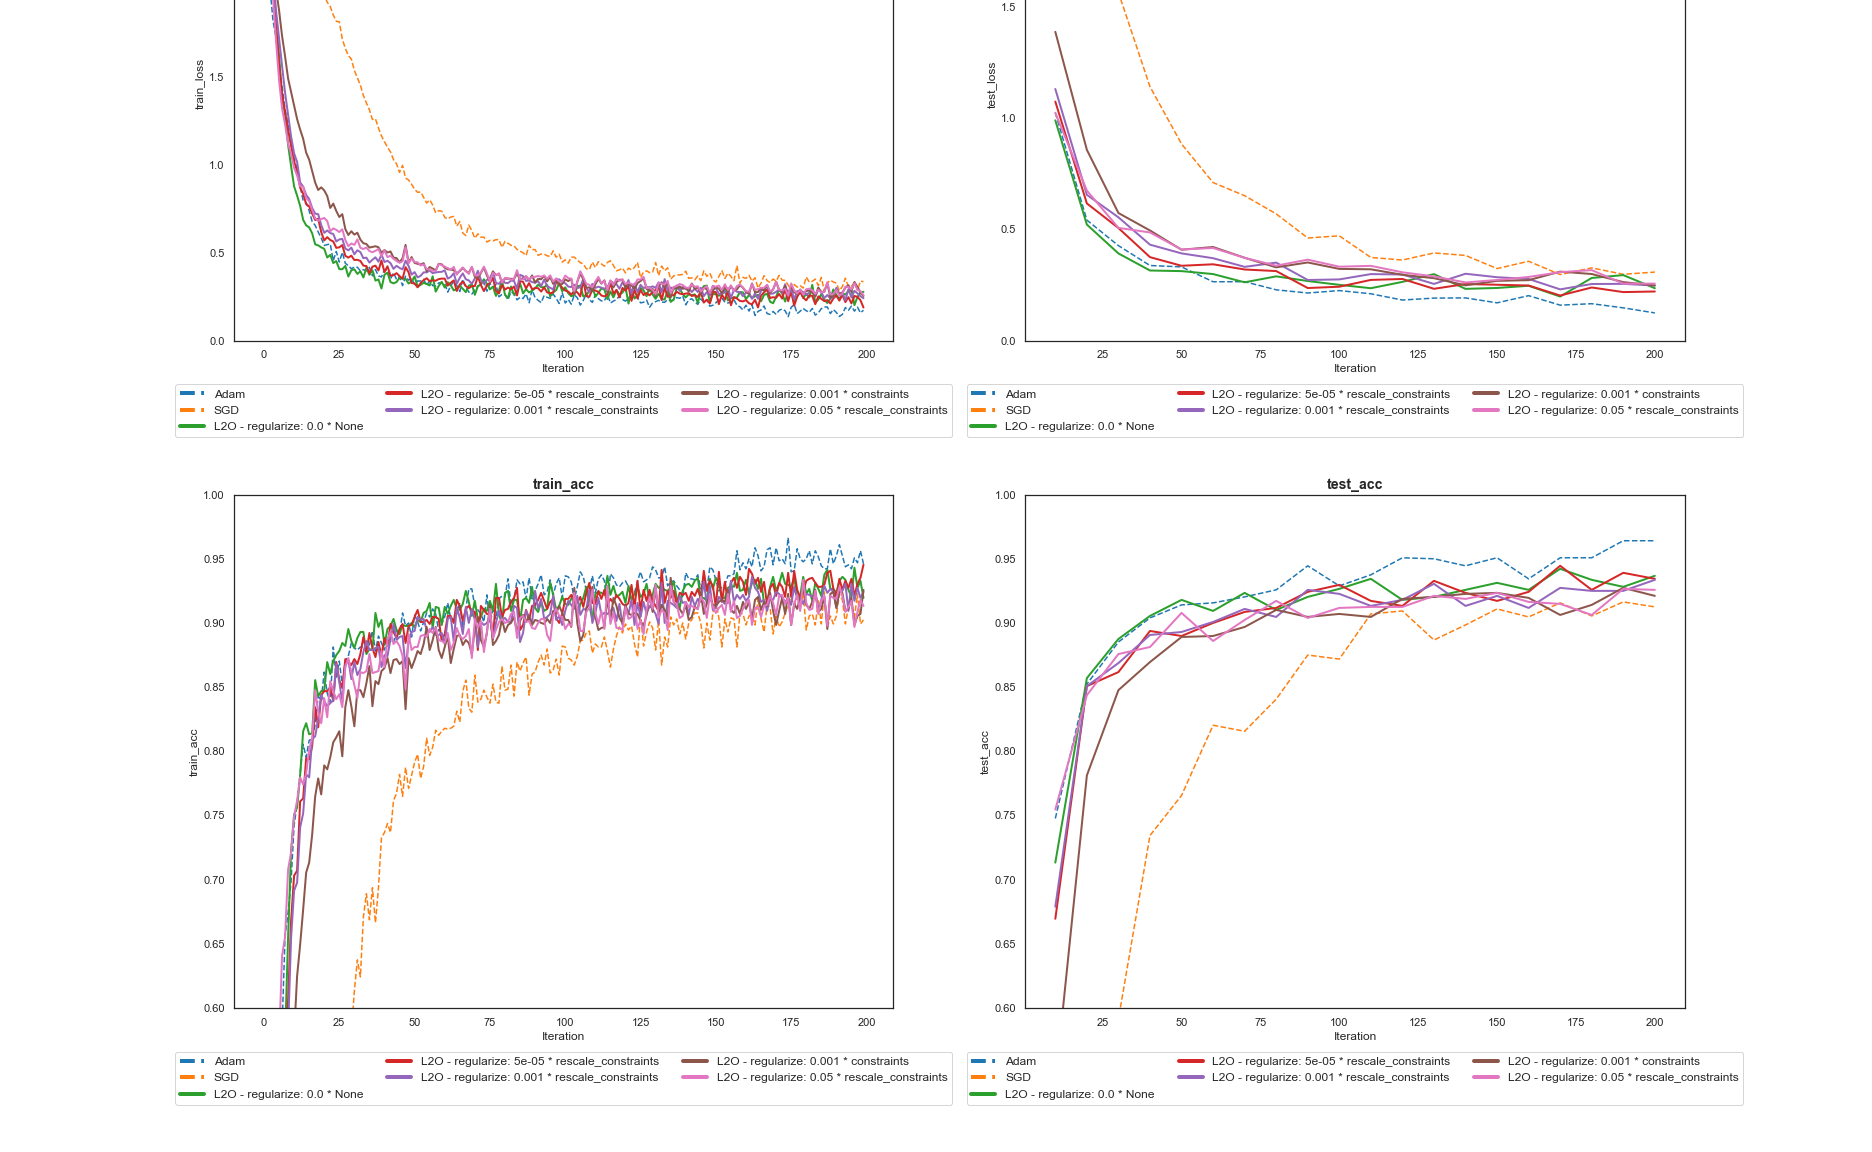 1.5
1.0
0.5
0.0
train_loss
0 25 50 75 100 125 150 175 200
Iteration
Adam
SGD
L2O - regularize: 0.0 * None
L2O - regularize: 5e-05 * rescale_constraints
L2O - regularize: 0.001 * rescale_constraints
L2O - regularize: 0.001 * constraints
L2O - regularize: 0.05 * rescale_constraints
1.5
1.0
0.5
0.0
test_loss
25 50 75 100 125 150 175 200
Iteration
Adam
SGD
L2O - regularize: 0.0 * None
L2O - regularize: 5e-05 * rescale_constraints
L2O - regularize: 0.001 * rescale_constraints
L2O - regularize: 0.001 * constraints
L2O - regularize: 0.05 * rescale_constraints
train_acc
1.00
0.95
0.90
0.85
0.80
0.75
0.70
0.65
0.60
train_acc
0 25 50 75 100 125 150 175 200
Iteration
Adam
SGD
L2O - regularize: 0.0 * None
L2O - regularize: 5e-05 * rescale_constraints
L2O - regularize: 0.001 * rescale_constraints
L2O - regularize: 0.001 * constraints
L2O - regularize: 0.05 * rescale_constraints
test_acc
1.00
0.95
0.90
0.85
0.80
0.75
0.70
0.65
0.60
test_acc
25 50 75 100 125 150 175 200
Iteration
Adam
SGD
L2O - regularize: 0.0 * None
L2O - regularize: 5e-05 * rescale_constraints
L2O - regularize: 0.001 * rescale_constraints
L2O - regularize: 0.001 * constraints
L2O - regularize: 0.05 * rescale_constraints